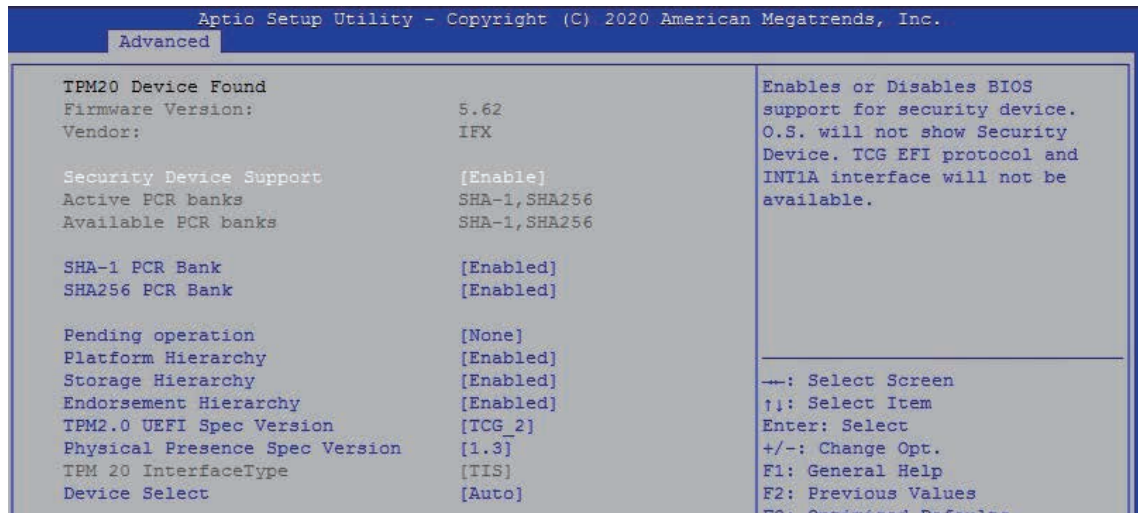 Aptio Setup Utility - Copyright (C) 2020 American Megatrends, Inc.
Advanced
TPM20 Device Found
Firmware Version: 5.62
Vendor: IFX
Security Device Support [Enable]
Active PCR banks SHA-1,SHA256
Available PCR banks SHA-1,SHA256
SHA-1 PCR Bank [Enabled]
SHA256 PCR Bank [Enabled]
Pending operation [None]
Platform Hierarchy [Enabled]
Storage Hierarchy [Enabled]
Endorsement Hierarchy [Enabled]
TPM2.0 UEFI Spec Version [TCG_2]
Physical Presence Spec Version [1.3]
TPM 20 InterfaceType [TIS]
Device Select [Auto]
Enables or Disables BIOS
support for security device.
O.S. will not show Security
Device. TCG EFI protocol and
INT1A interface will not be
available.
→←: Select Screen
↑↓: Select Item
Enter: Select
+/-: Change Opt.
F1: General Help
F2: Previous Values